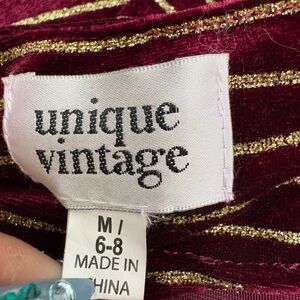 unique
vintage
M/
6-8
MADE IN
CHINA